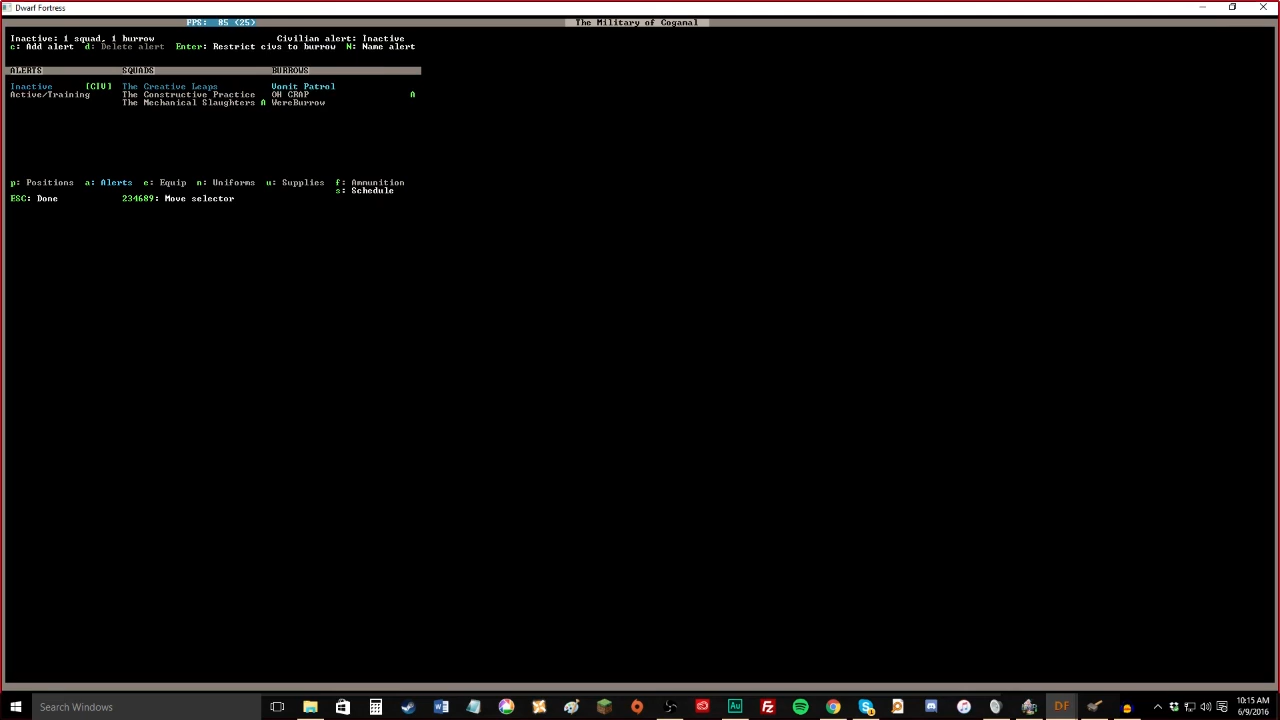 Dwarf Fortress
FPS: 85 (25) The Military of Cogamal
Inactive: 1 squad, 1 burrow Civilian alert: Inactive
c: Add alert d: Delete alert Enter: Restrict civs to burrow N: Name alert
ALERTS SQUADS BURROWS
Inactive [CIV] The Creative Leaps Vomit Patrol
Active/Training The Constructive Practice OH CRAP A
The Mechanical Slaughters A WereBurrow
p: Positions a: Alerts e: Equip n: Uniforms u: Supplies f: Ammunition
s: Schedule
ESC: Done 234689: Move selector
Search Windows
10:15 AM
6/9/2016